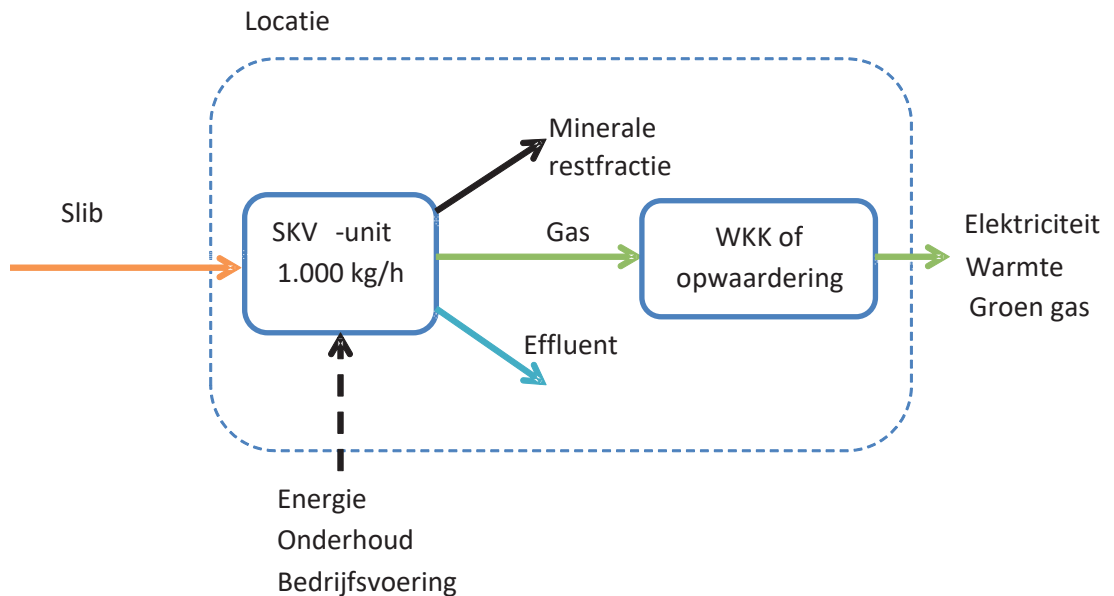 Locatie
Slib
SKV -unit
1.000 kg/h
Minerale
restfractie
Gas
Effluent
WKK of
opwaardering
Elektriciteit
Warmte
Groen gas
Energie
Onderhoud
Bedrijfsvoering